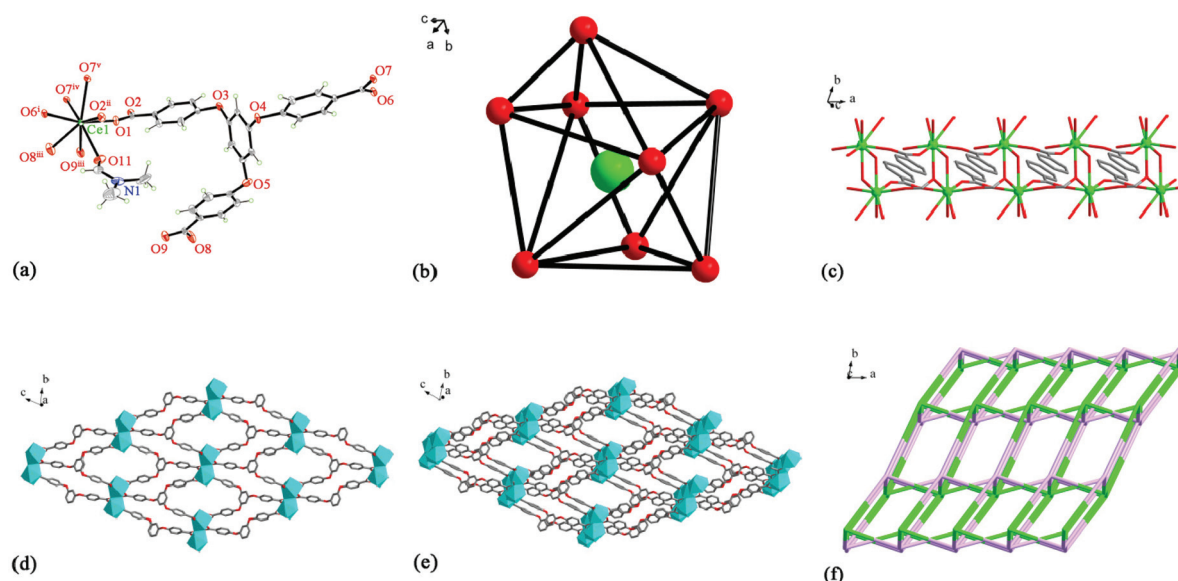 O7ᵛ
O7ⁱᵛ
O6ⁱ
O2ⁱⁱ
O2
Ce1
O1
O8ⁱⁱⁱ
O9ⁱⁱⁱ
O11
N1
O3
O4
O7
O6
O5
O9
O8
(a)
c
a
b
(b)
b
c
a
(c)
b
c
a
(d)
b
c
a
(e)
b
c
a
(f)